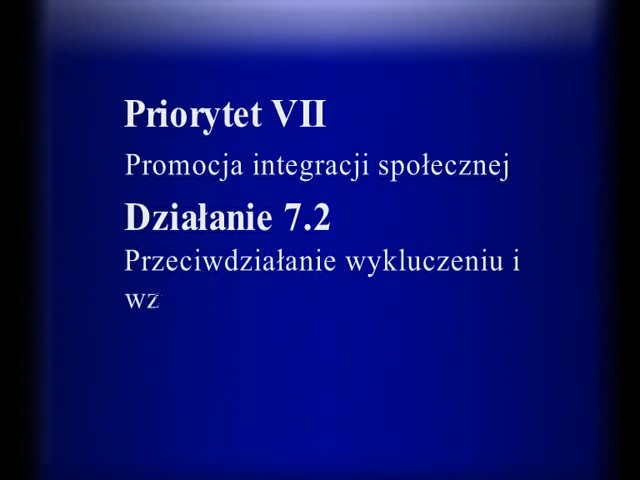 Priorytet VII
Promocja integracji społecznej
Działanie 7.2
Przeciwdziałanie wykluczeniu i
wz